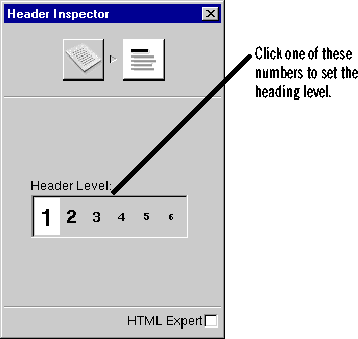 Header Inspector
Click one of these
numbers to set the
heading level.
Header Level:
1 2 3 4 5 6
HTML Expert